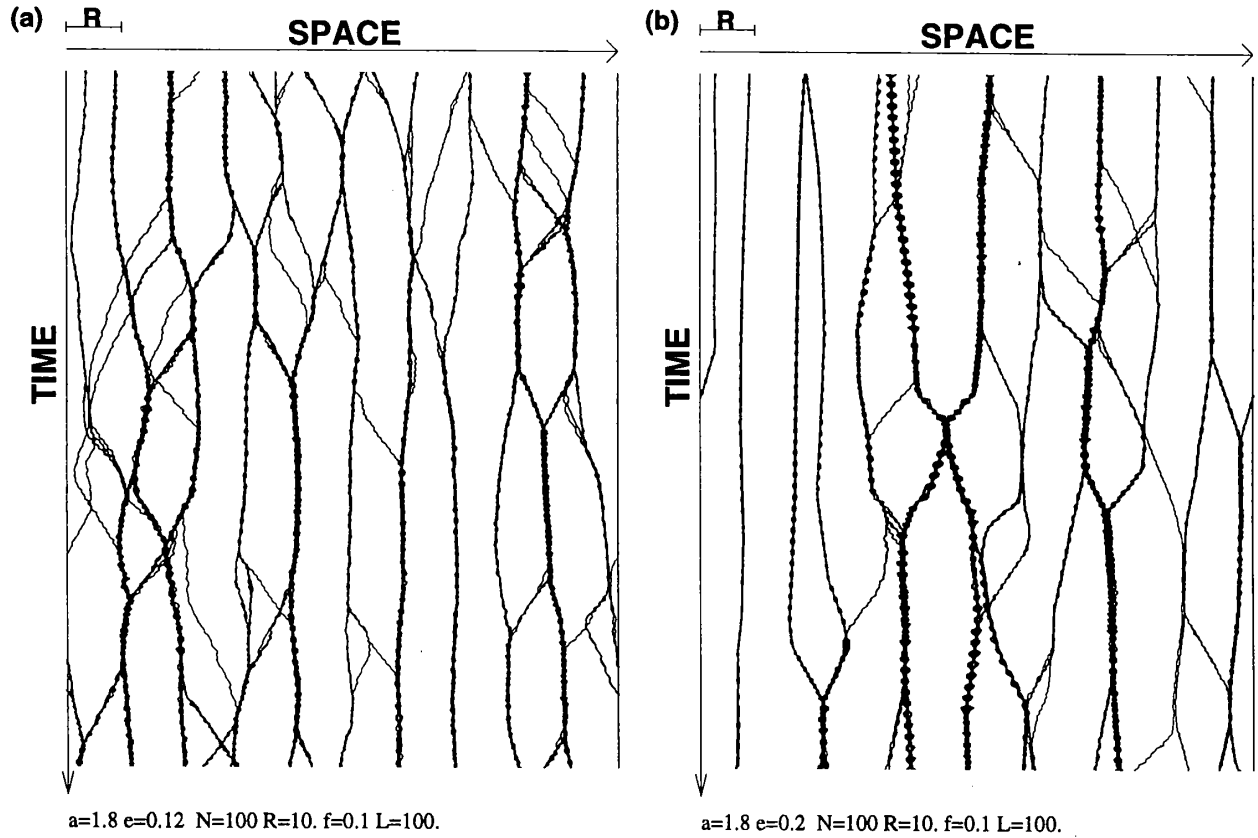 (a)
R
SPACE
TIME
a=1.8 e=0.12 N=100 R=10. f=0.1 L=100.
(b)
R
SPACE
TIME
a=1.8 e=0.2 N=100 R=10. f=0.1 L=100.